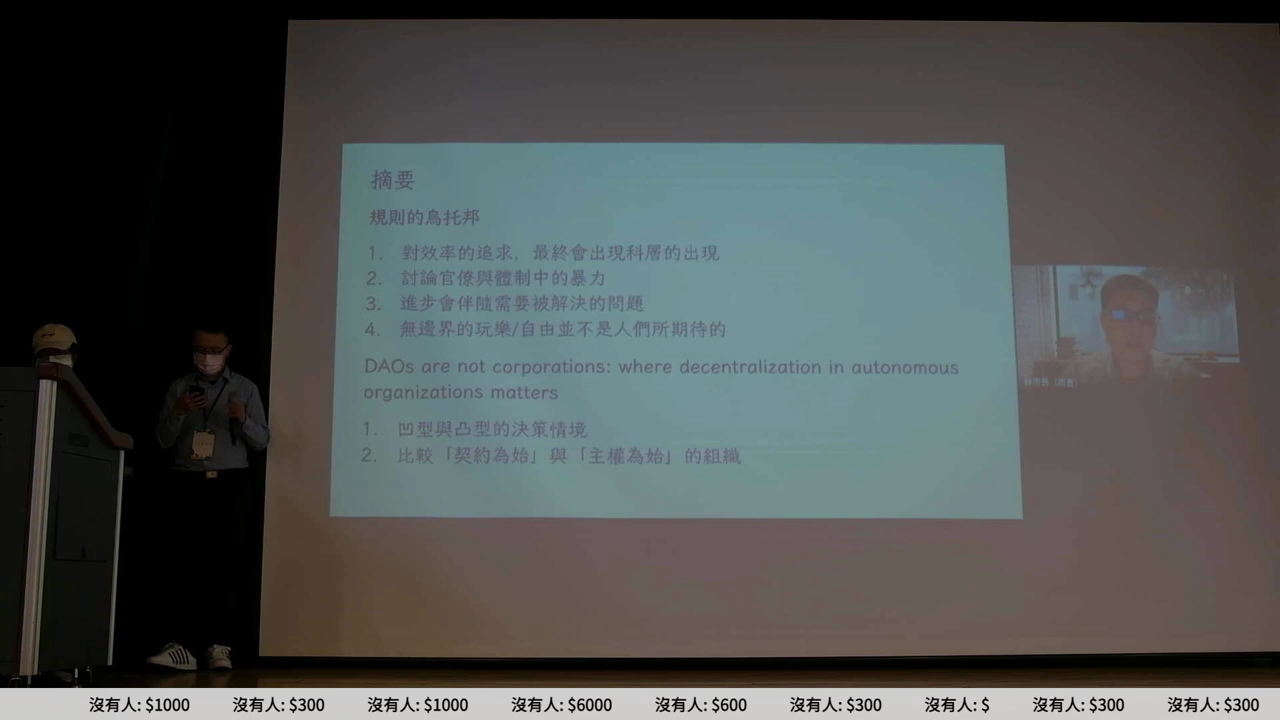 摘要
規則的烏托邦
1. 對效率的追求，最終會出現科層的出現
2. 討論官僚與體制中的暴力
3. 進步會伴隨需要被解決的問題
4. 無邊界的玩樂/自由並不是人們所期待的
DAOs are not corporations: where decentralization in autonomous
organizations matters
1. 凹型與凸型的決策情境
2. 比較「契約為始」與「主權為始」的組織
沒有人: $1000 沒有人: $300 沒有人: $1000 沒有人: $6000 沒有人: $600 沒有人: $300 沒有人: $ 沒有人: $300 沒有人: $300